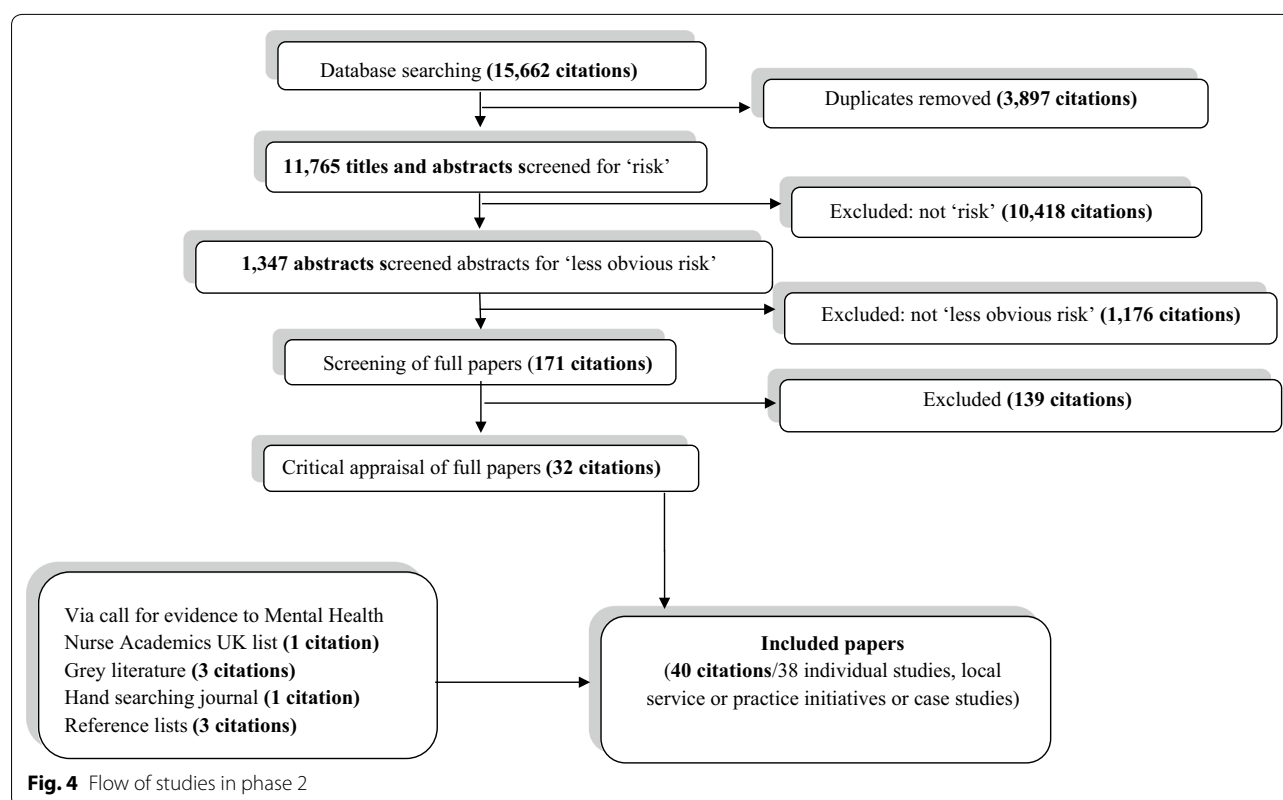 Database searching (15,662 citations)
Duplicates removed (3,897 citations)
11,765 titles and abstracts screened for ‘risk’
Excluded: not ‘risk’ (10,418 citations)
1,347 abstracts screened abstracts for ‘less obvious risk’
Excluded: not ‘less obvious risk’ (1,176 citations)
Screening of full papers (171 citations)
Excluded (139 citations)
Critical appraisal of full papers (32 citations)
Via call for evidence to Mental Health
Nurse Academics UK list (1 citation)
Grey literature (3 citations)
Hand searching journal (1 citation)
Reference lists (3 citations)
Included papers
(40 citations/38 individual studies, local
service or practice initiatives or case studies)
Fig. 4 Flow of studies in phase 2